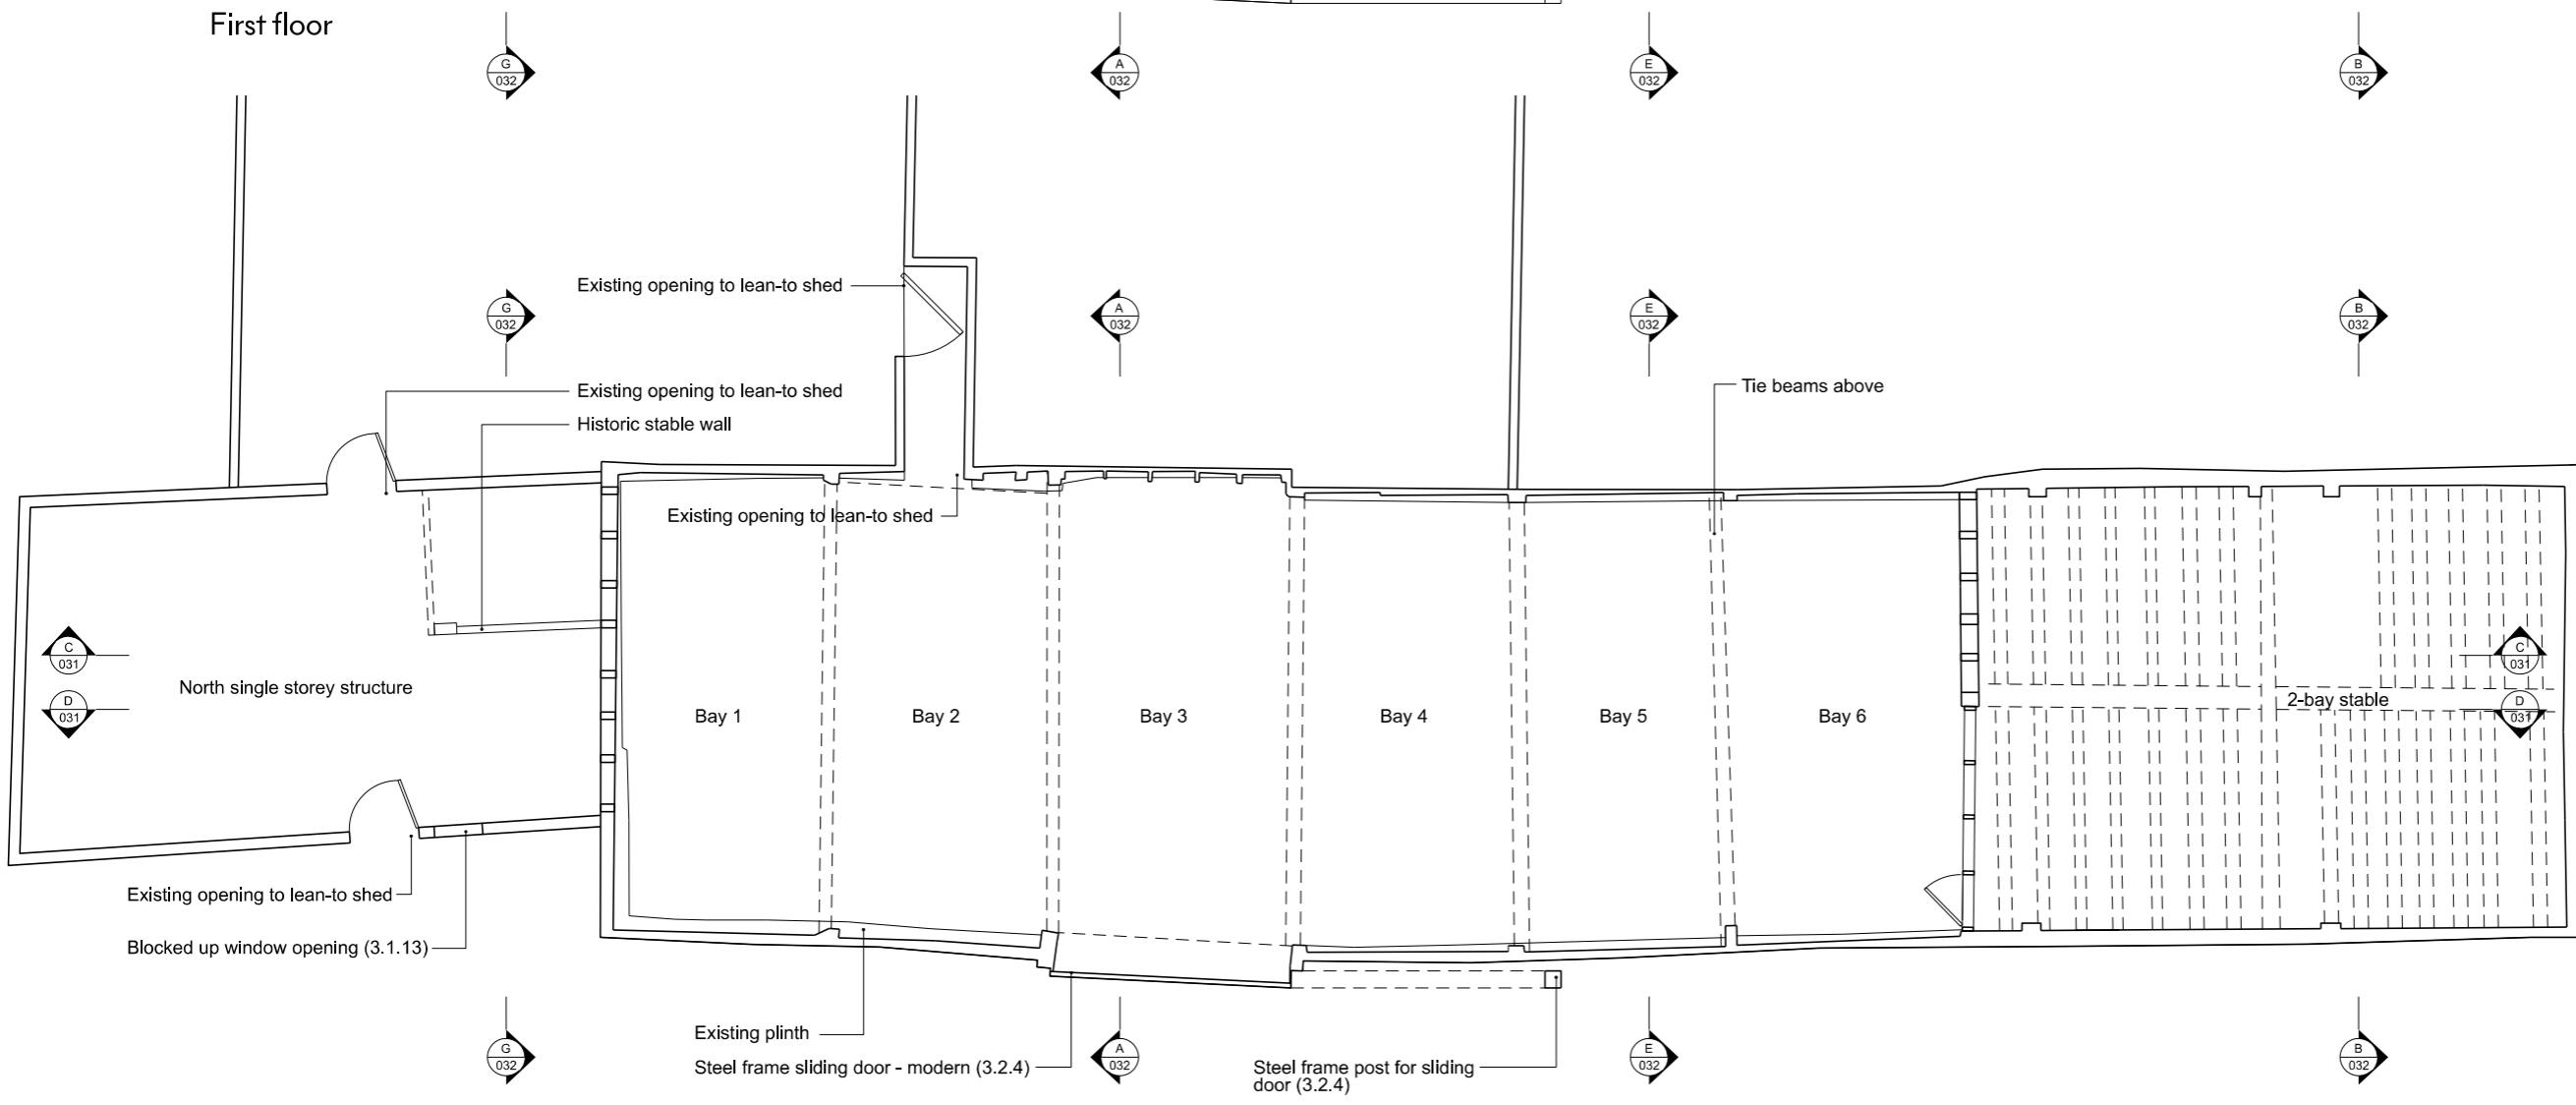 First floor
G
032
A
032
E
032
B
032
Existing opening to lean-to shed
G
032
A
032
E
032
B
032
Existing opening to lean-to shed
Tie beams above
Historic stable wall
Existing opening to lean-to shed
C
031
C
031
North single storey structure
D
031
2-bay stable
D
031
Bay 1
Bay 2
Bay 3
Bay 4
Bay 5
Bay 6
Existing opening to lean-to shed
Blocked up window opening (3.1.13)
Existing plinth
G
032
Steel frame sliding door - modern (3.2.4)
A
032
Steel frame post for sliding
door (3.2.4)
E
032
B
032